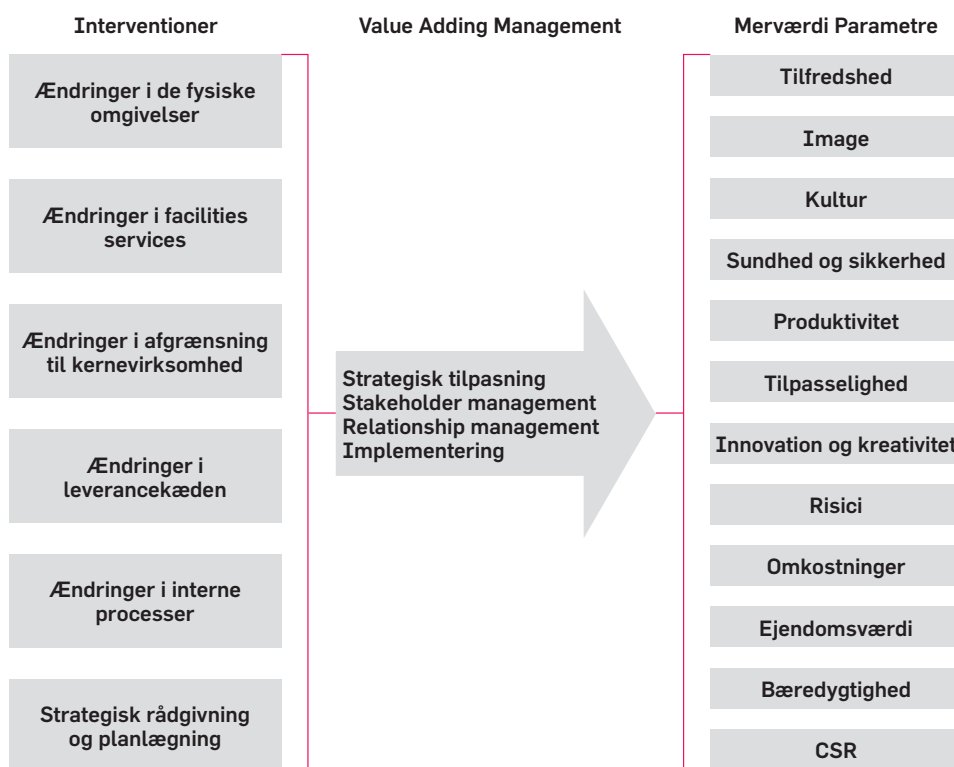 Interventioner
Ændringer i de fysiske
omgivelser
Ændringer i facilities
services
Ændringer i afgrænsning
til kernevirksomhed
Ændringer i
leverancekæden
Ændringer i interne
processer
Strategisk rådgivning
og planlægning
Value Adding Management
Strategisk tilpasning
Stakeholder management
Relationship management
Implementering
Merværdi Parametre
Tilfredshed
Image
Kultur
Sundhed og sikkerhed
Produktivitet
Tilpasselighed
Innovation og kreativitet
Risici
Omkostninger
Ejendomsværdi
Bæredygtighed
CSR